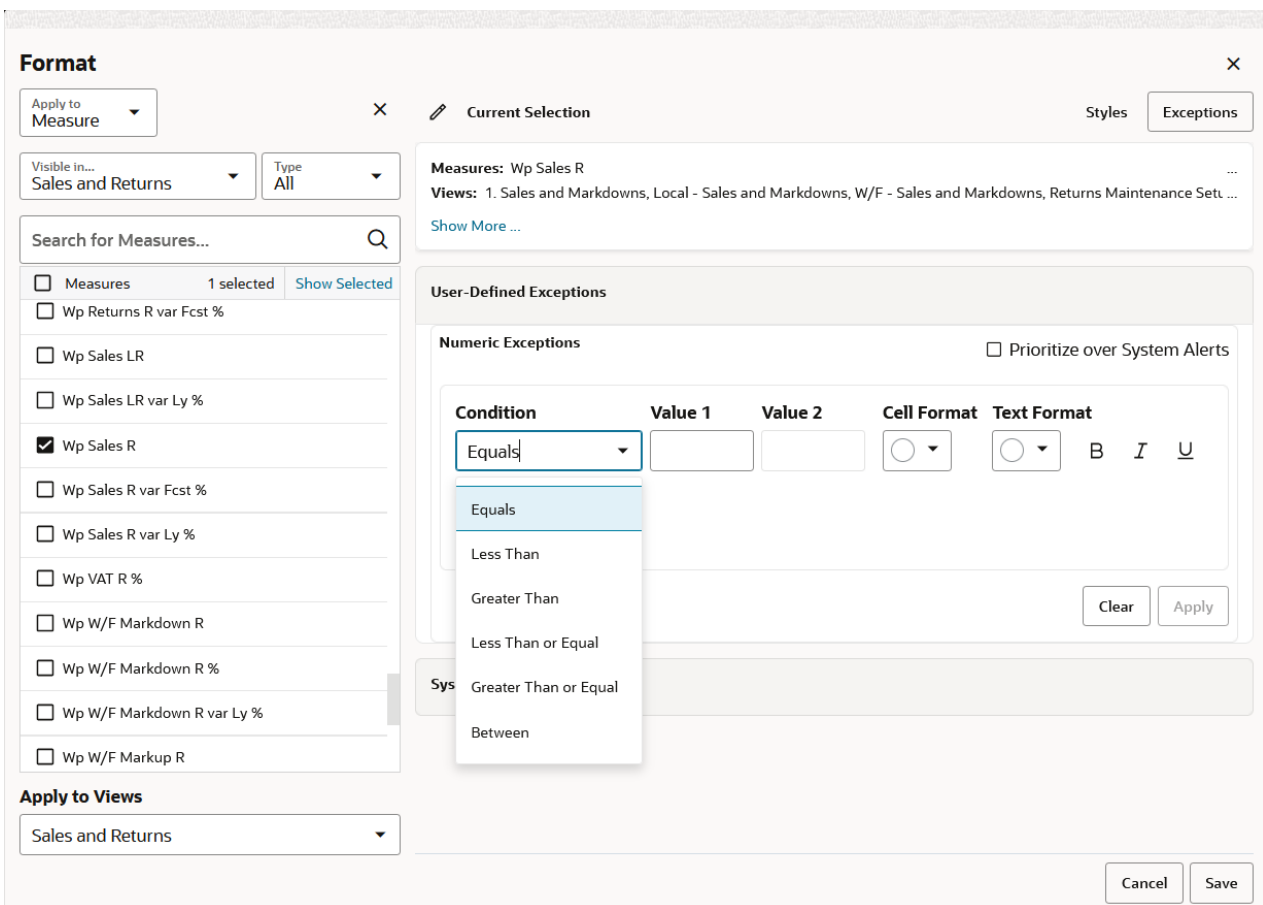 Format
Apply to
Measure
Visible in...
Sales and Returns
Type
All
Search for Measures...
Measures 1 selected Show Selected
Wp Returns R var Fcst %
Wp Sales LR
Wp Sales LR var Ly %
Wp Sales R
Wp Sales R var Fcst %
Wp Sales R var Ly %
Wp VAT R %
Wp W/F Markdown R
Wp W/F Markdown R %
Wp W/F Markdown R var Ly %
Wp W/F Markup R
Apply to Views
Sales and Returns
Current Selection
Styles Exceptions
Measures: Wp Sales R ...
Views: 1. Sales and Markdowns, Local - Sales and Markdowns, W/F - Sales and Markdowns, Returns Maintenance Setu ...
Show More ...
User-Defined Exceptions
Numeric Exceptions
Prioritize over System Alerts
Condition Value 1 Value 2 Cell Format Text Format
Equals B I U
Equals
Less Than
Greater Than
Less Than or Equal
Greater Than or Equal
Between
Clear Apply
Sys
Cancel Save